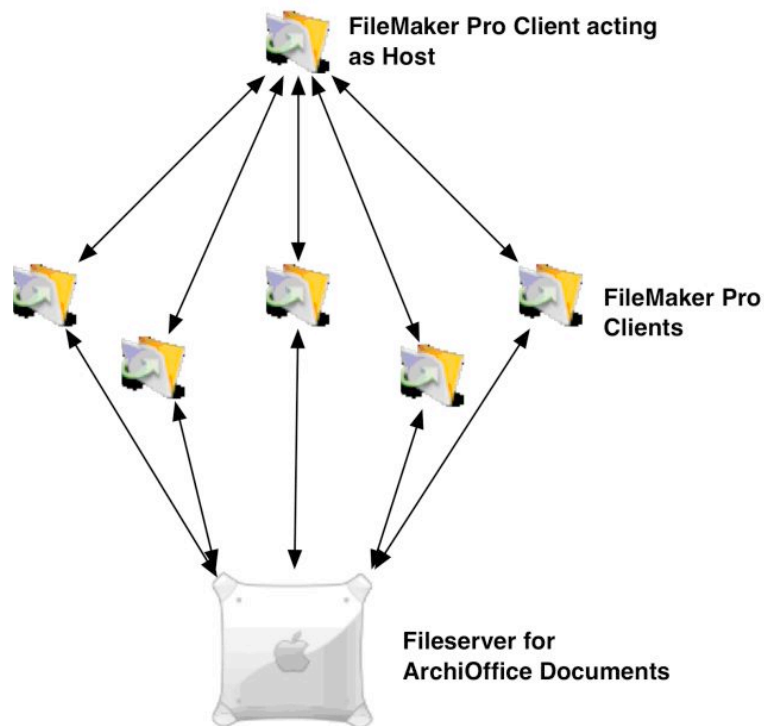 FileMaker Pro Client acting
as Host
FileMaker Pro
Clients
Fileserver for
ArchiOffice Documents